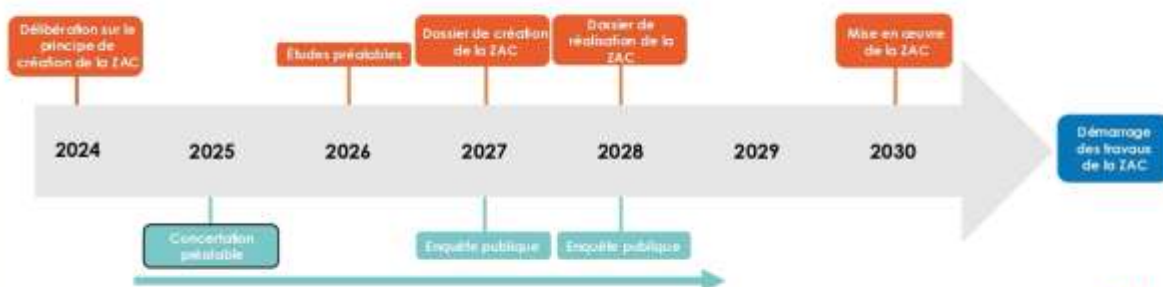 Délibération sur le
principe de
création de la ZAC
Études préalables
Dossier de création
de la ZAC
Dossier de
réalisation de la
ZAC
Mise en œuvre
de la ZAC
2024
2025
2026
2027
2028
2029
2030
Démarrage
des travaux
de la ZAC
Concertation
préalable
Enquête publique
Enquête publique